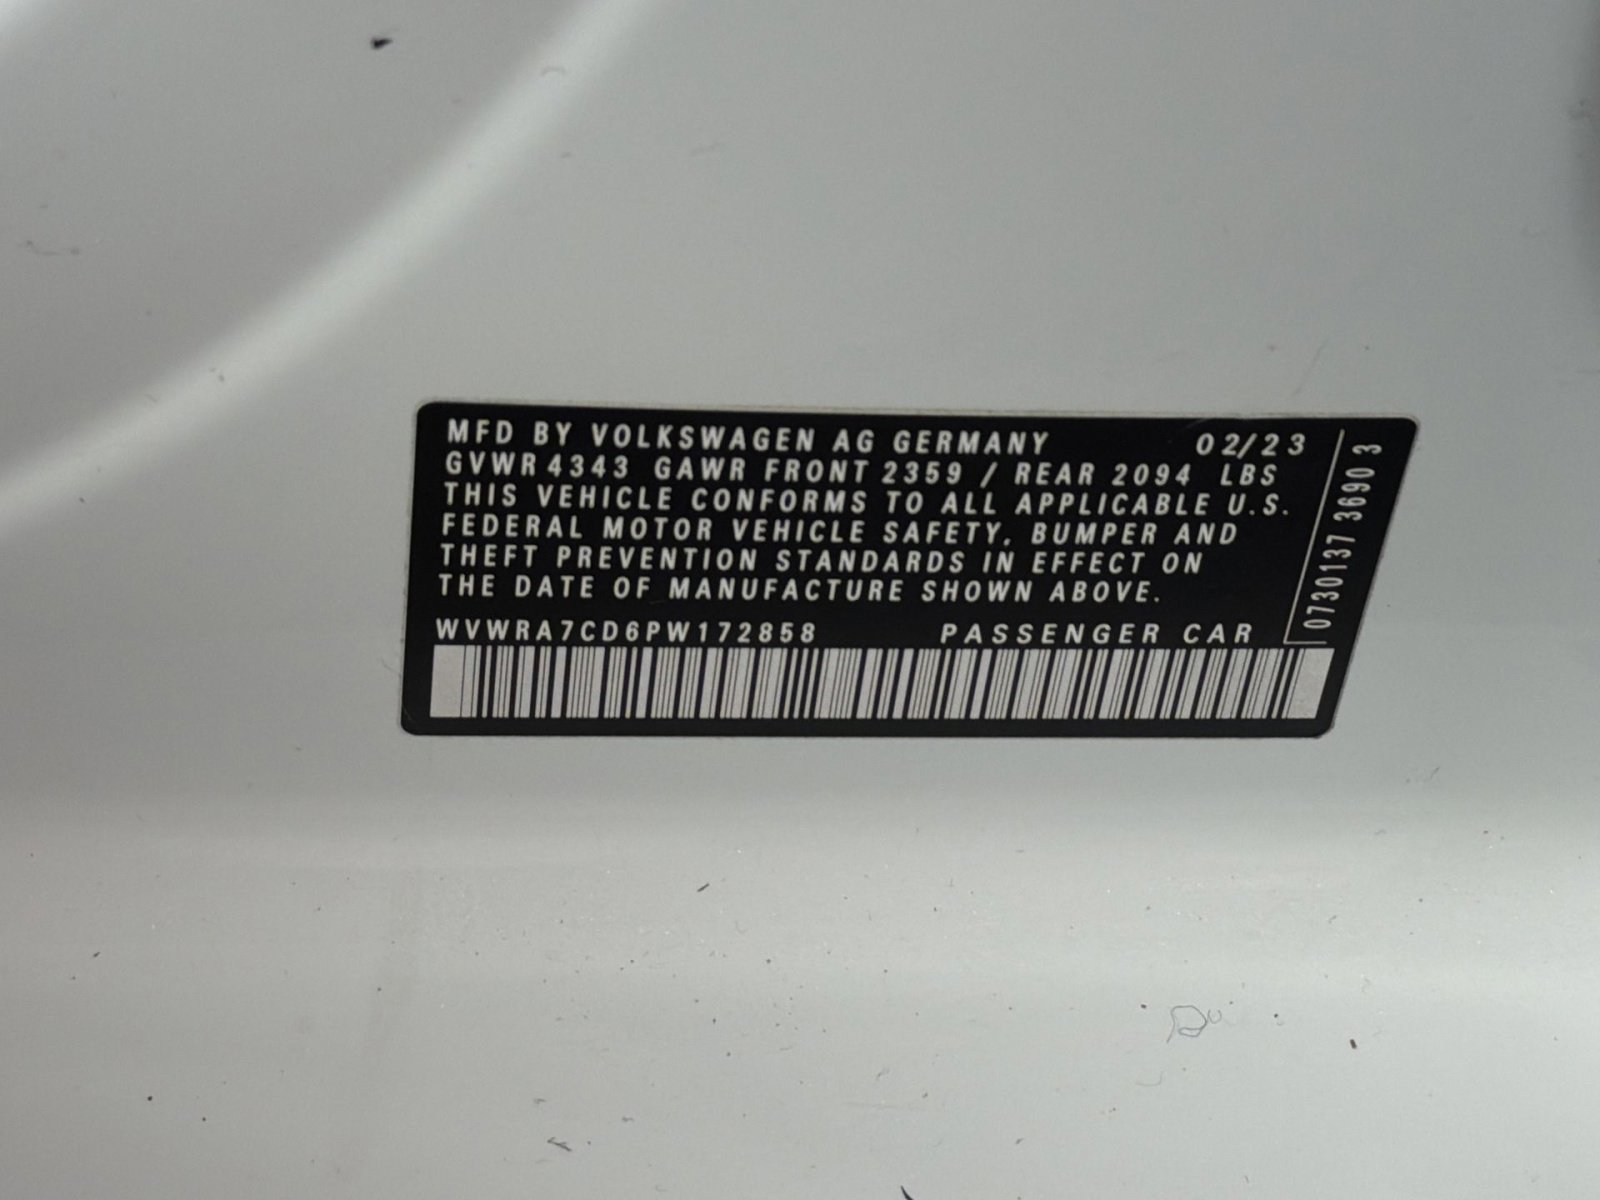 MFD BY VOLKSWAGEN AG GERMANY 02/23
GVWR 4343 GAWR FRONT 2359 / REAR 2094 LBS
THIS VEHICLE CONFORMS TO ALL APPLICABLE U.S.
FEDERAL MOTOR VEHICLE SAFETY, BUMPER AND
THEFT PREVENTION STANDARDS IN EFFECT ON
THE DATE OF MANUFACTURE SHOWN ABOVE.
WVWRA7CD6PW172858 PASSENGER CAR
0730137 3690 3